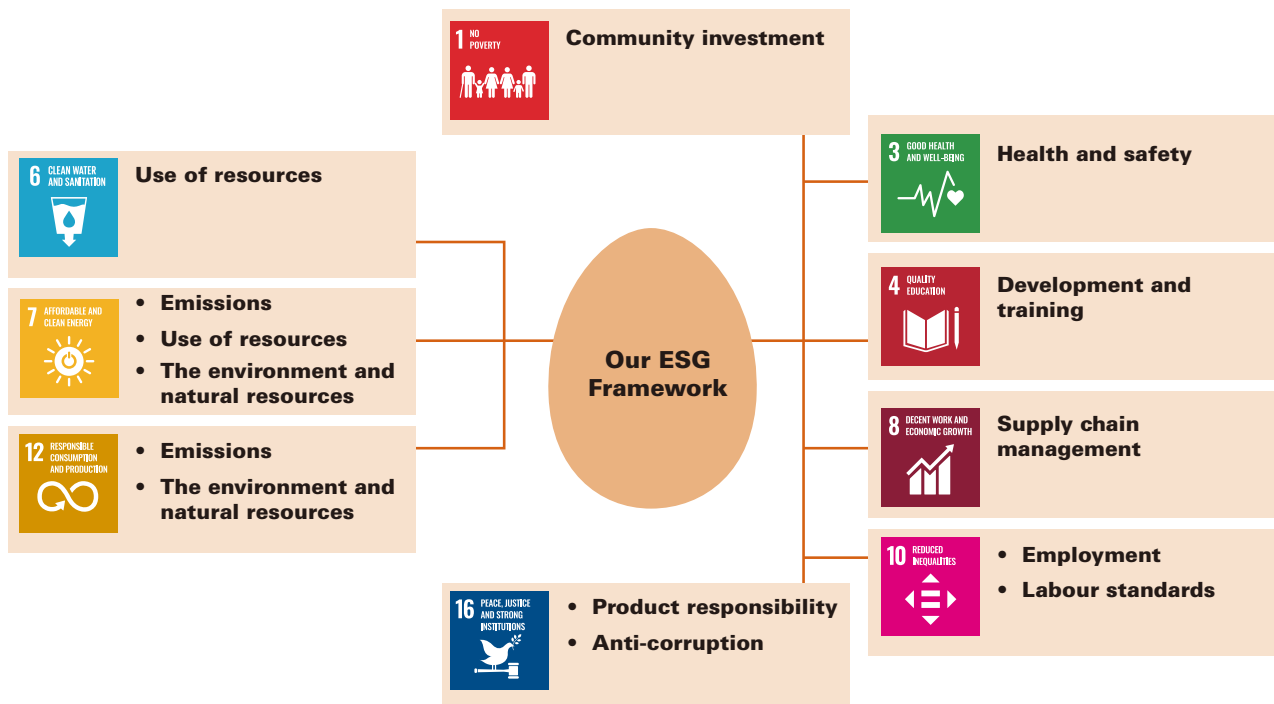 1 NO
POVERTY
Community investment
6 CLEAN WATER
AND SANITATION
Use of resources
7 AFFORDABLE AND
CLEAN ENERGY
• Emissions
• Use of resources
• The environment and
natural resources
12 RESPONSIBLE
CONSUMPTION
AND PRODUCTION
• Emissions
• The environment and
natural resources
Our ESG
Framework
3 GOOD HEALTH
AND WELL-BEING
Health and safety
4 QUALITY
EDUCATION
Development and
training
8 DECENT WORK AND
ECONOMIC GROWTH
Supply chain
management
10 REDUCED
INEQUALITIES
• Employment
• Labour standards
16 PEACE, JUSTICE
AND STRONG
INSTITUTIONS
• Product responsibility
• Anti-corruption